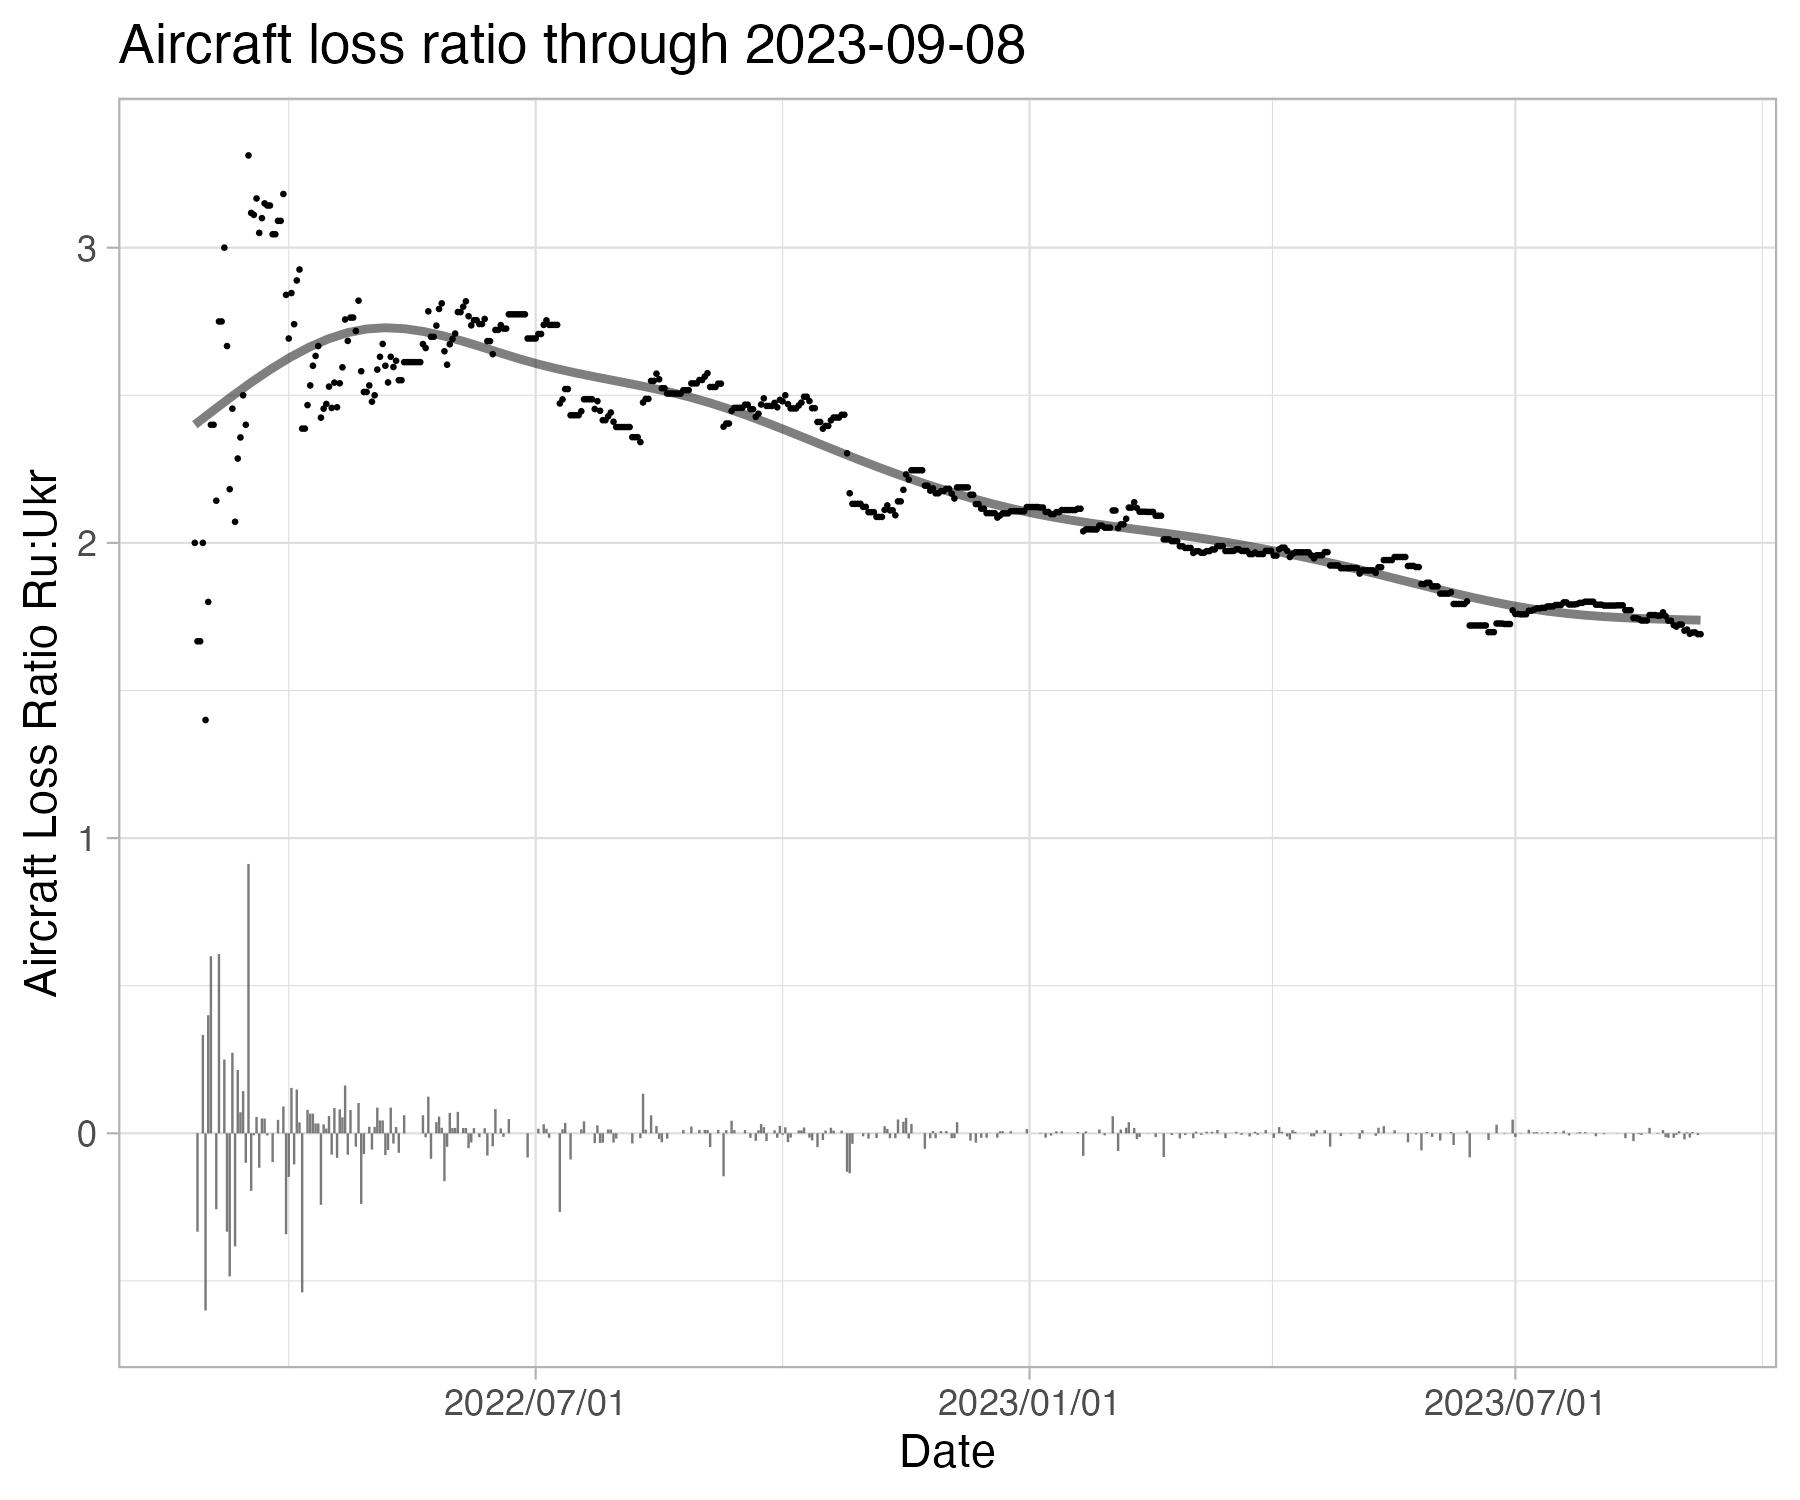 Aircraft loss ratio through 2023-09-08
Aircraft Loss Ratio Ru:Ukr
3
2
1
0
2022/07/01
2023/01/01
2023/07/01
Date